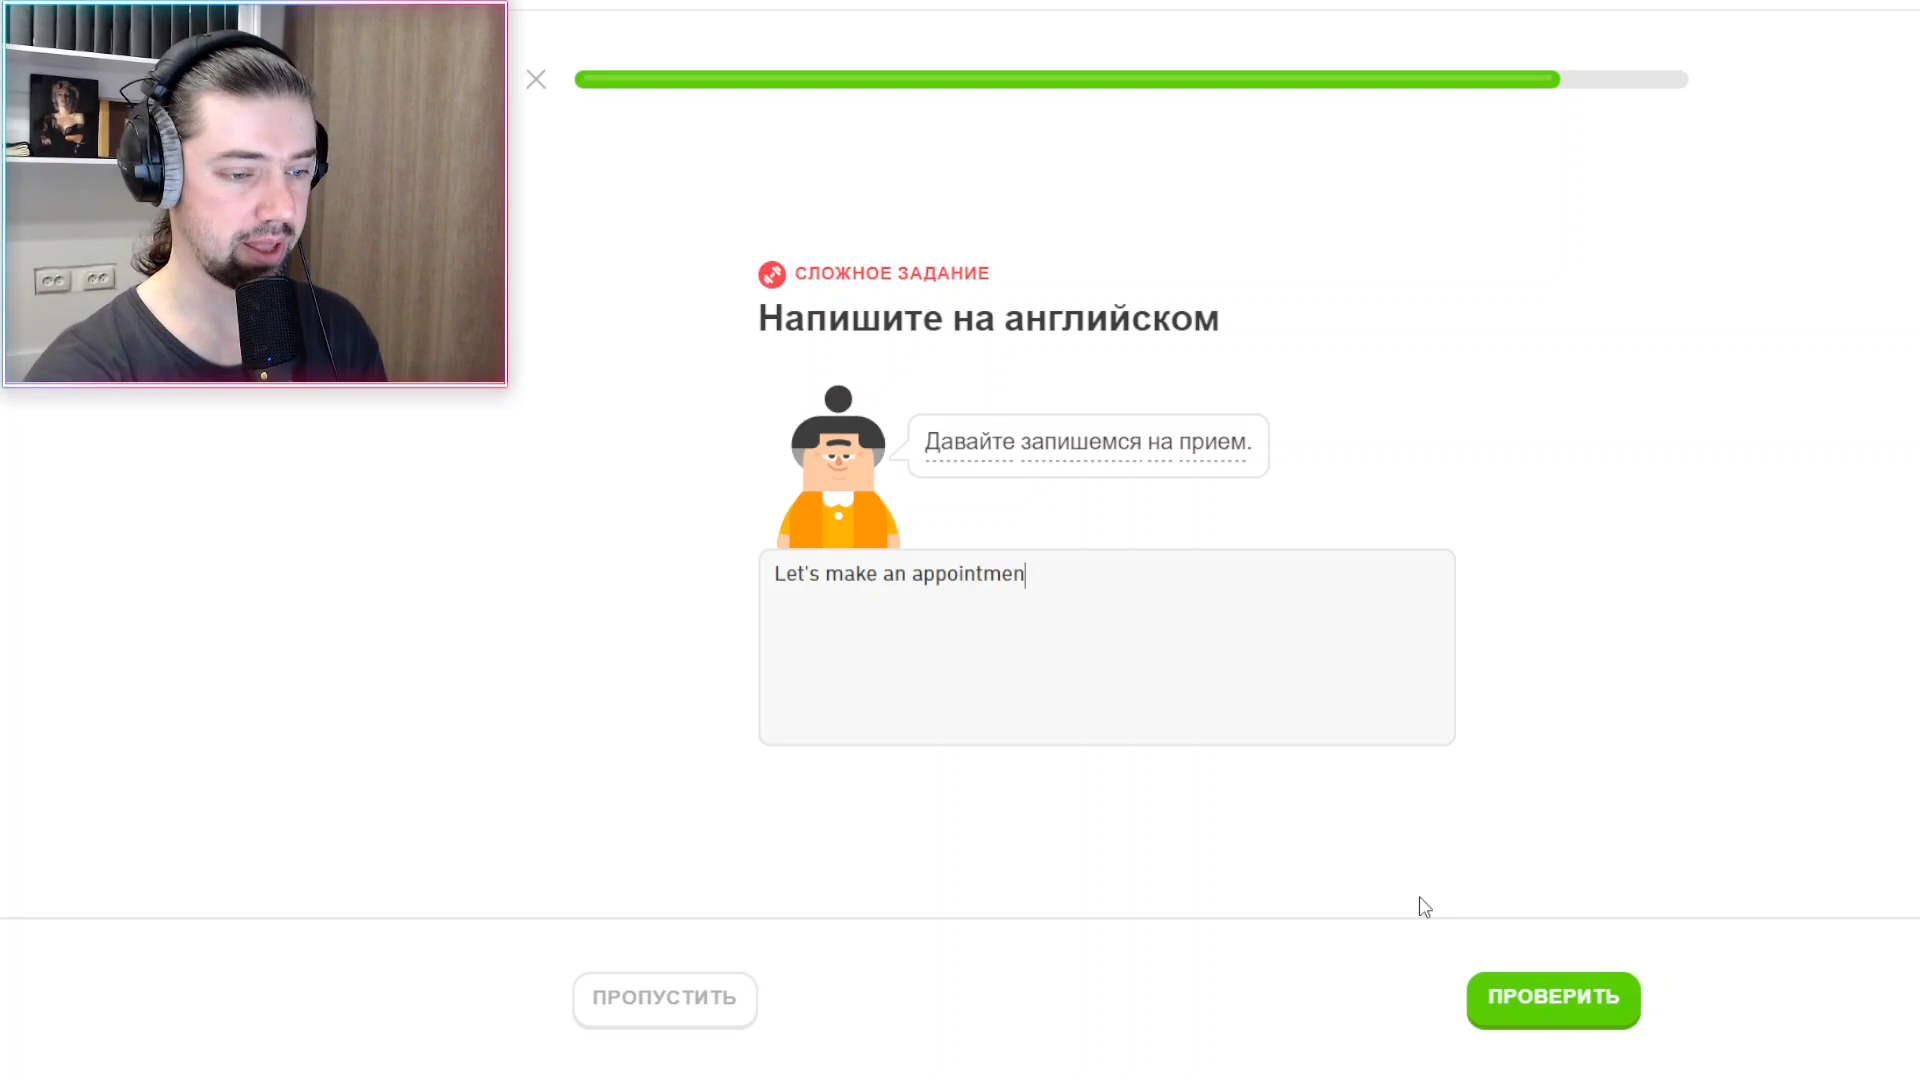 СЛОЖНОЕ ЗАДАНИЕ
Напишите на английском
Давайте запишемся на прием.
Let's make an appointmen
ПРОПУСТИТЬ
ПРОВЕРИТЬ